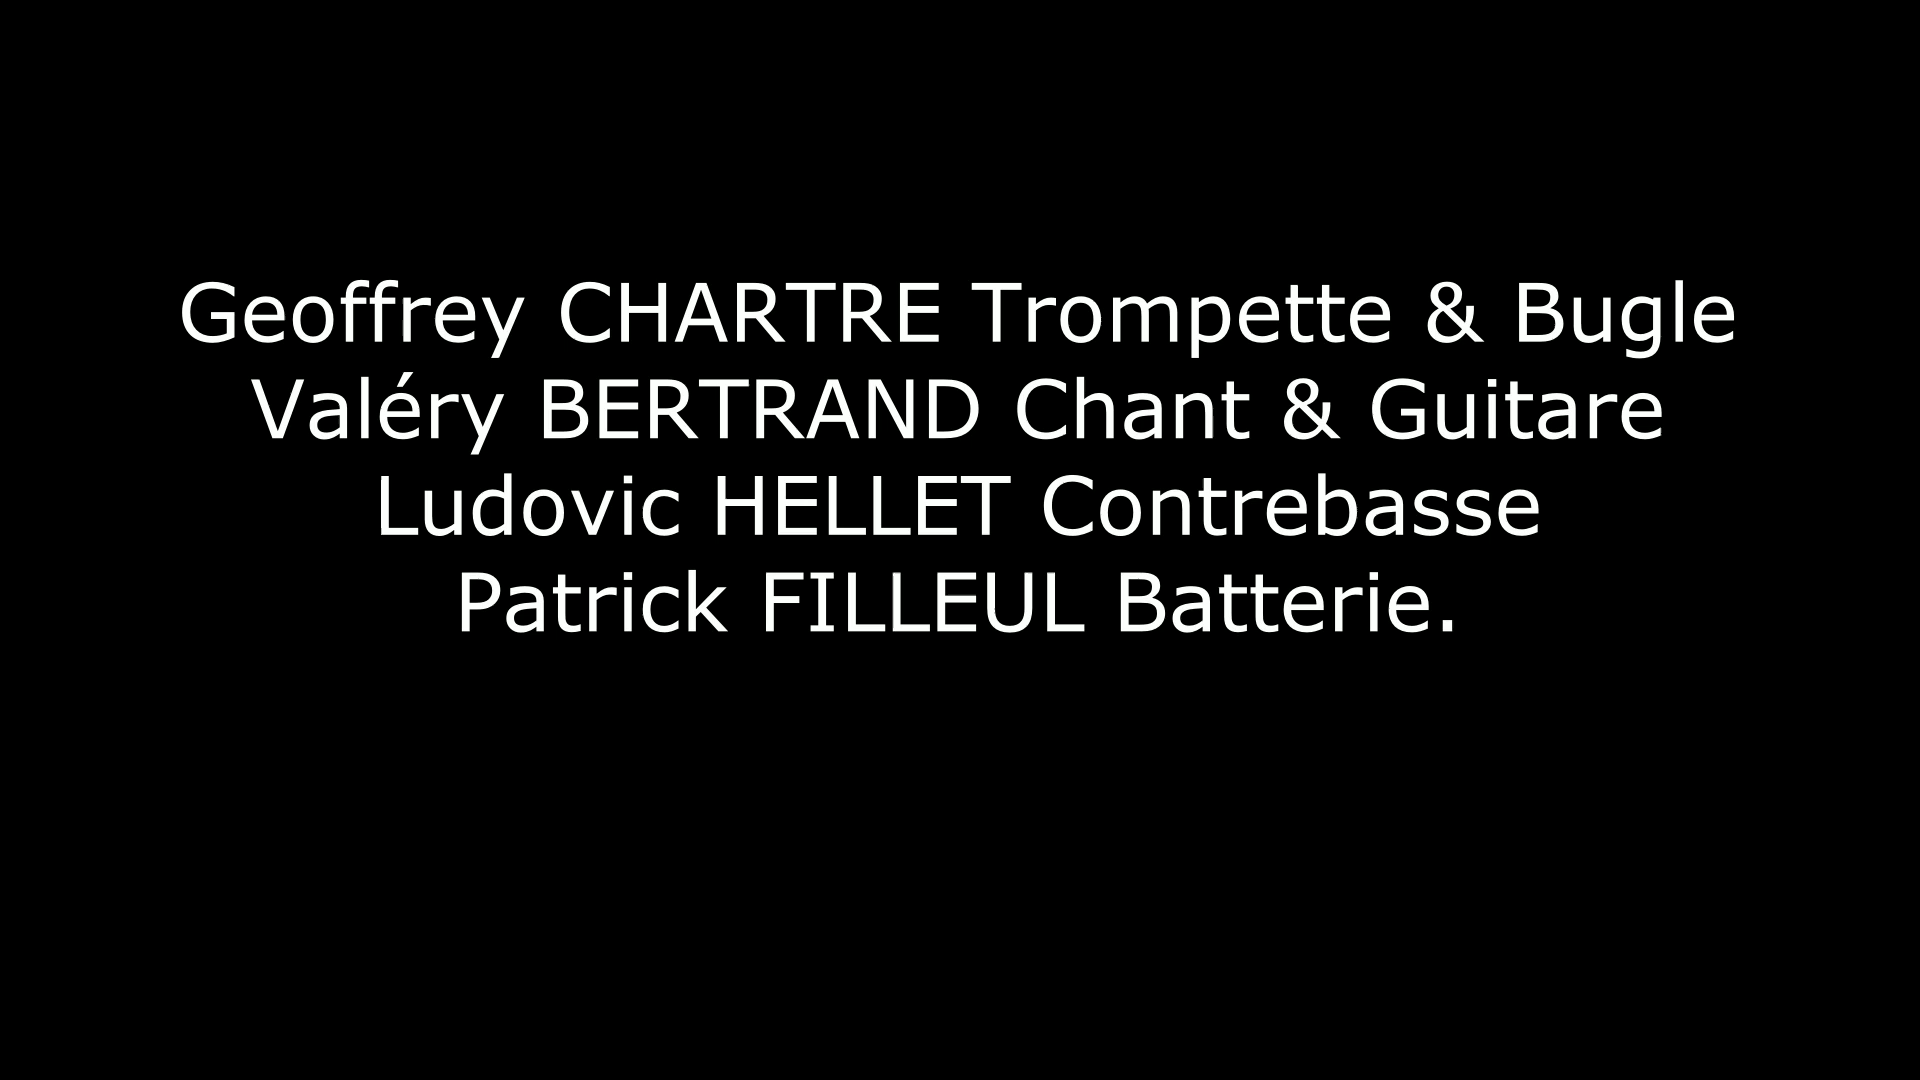 Geoffrey CHARTRE Trompette & Bugle
Valéry BERTRAND Chant & Guitare
Ludovic HELLET Contrebasse
Patrick FILLEUL Batterie.